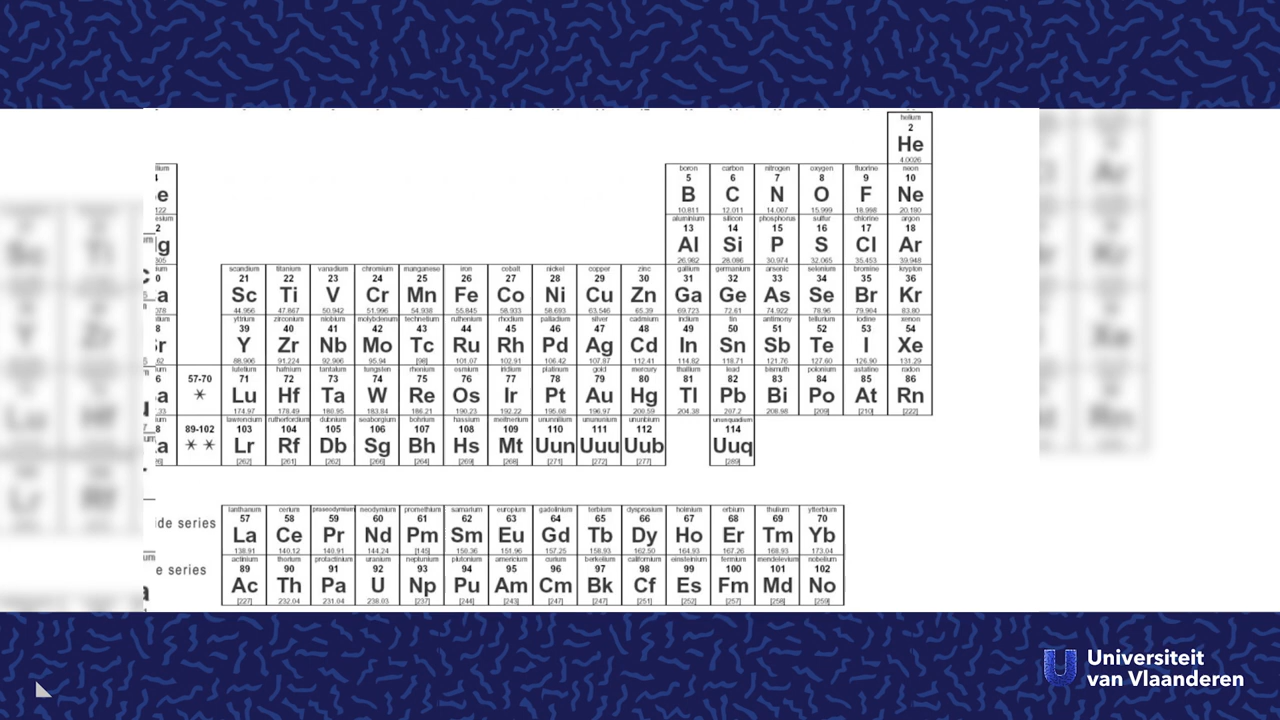 helium
2
He
4.0026
boron carbon nitrogen oxygen fluorine neon
5 6 7 8 9 10
B C N O F Ne
10.811 12.011 14.007 15.999 18.998 20.180
aluminium silicon phosphorus sulfur chlorine argon
13 14 15 16 17 18
Al Si P S Cl Ar
26.982 28.086 30.974 32.065 35.453 39.948
scandium titanium vanadium chromium manganese iron cobalt nickel copper zinc gallium germanium arsenic selenium bromine krypton
21 22 23 24 25 26 27 28 29 30 31 32 33 34 35 36
Sc Ti V Cr Mn Fe Co Ni Cu Zn Ga Ge As Se Br Kr
44.956 47.867 50.942 51.996 54.938 55.845 58.933 58.693 63.546 65.39 69.723 72.61 74.922 78.96 79.904 83.80
yttrium zirconium niobium molybdenum technetium ruthenium rhodium palladium silver cadmium indium tin antimony tellurium iodine xenon
39 40 41 42 43 44 45 46 47 48 49 50 51 52 53 54
Y Zr Nb Mo Tc Ru Rh Pd Ag Cd In Sn Sb Te I Xe
88.906 91.224 92.906 95.94 [98] 101.07 102.91 106.42 107.87 112.41 114.82 118.71 121.76 127.60 126.90 131.29
lutetium hafnium tantalum tungsten rhenium osmium iridium platinum gold mercury thallium lead bismuth polonium astatine radon
57-70 71 72 73 74 75 76 77 78 79 80 81 82 83 84 85 86
* Lu Hf Ta W Re Os Ir Pt Au Hg Tl Pb Bi Po At Rn
174.97 178.49 180.95 183.84 186.21 190.23 192.22 195.08 196.97 200.59 204.38 207.2 208.98 [209] [210] [222]
lawrencium rutherfordium dubnium seaborgium bohrium hassium meitnerium ununnilium unununium ununbium ununquadium
89-102 103 104 105 106 107 108 109 110 111 112 114
* * Lr Rf Db Sg Bh Hs Mt Uun Uuu Uub Uuq
[262] [261] [262] [266] [264] [269] [268] [271] [272] [277] [289]
lanthanum cerium praseodymium neodymium promethium samarium europium gadolinium terbium dysprosium holmium erbium thulium ytterbium
ide series 57 58 59 60 61 62 63 64 65 66 67 68 69 70
La Ce Pr Nd Pm Sm Eu Gd Tb Dy Ho Er Tm Yb
138.91 140.12 140.91 144.24 [145] 150.36 151.96 157.25 158.93 162.50 164.93 167.26 168.93 173.04
actinium thorium protactinium uranium neptunium plutonium americium curium berkelium californium einsteinium fermium mendelevium nobelium
e series 89 90 91 92 93 94 95 96 97 98 99 100 101 102
Ac Th Pa U Np Pu Am Cm Bk Cf Es Fm Md No
[227] 232.04 231.04 238.03 [237] [244] [243] [247] [247] [251] [252] [257] [258] [259]
Universiteit
van Vlaanderen